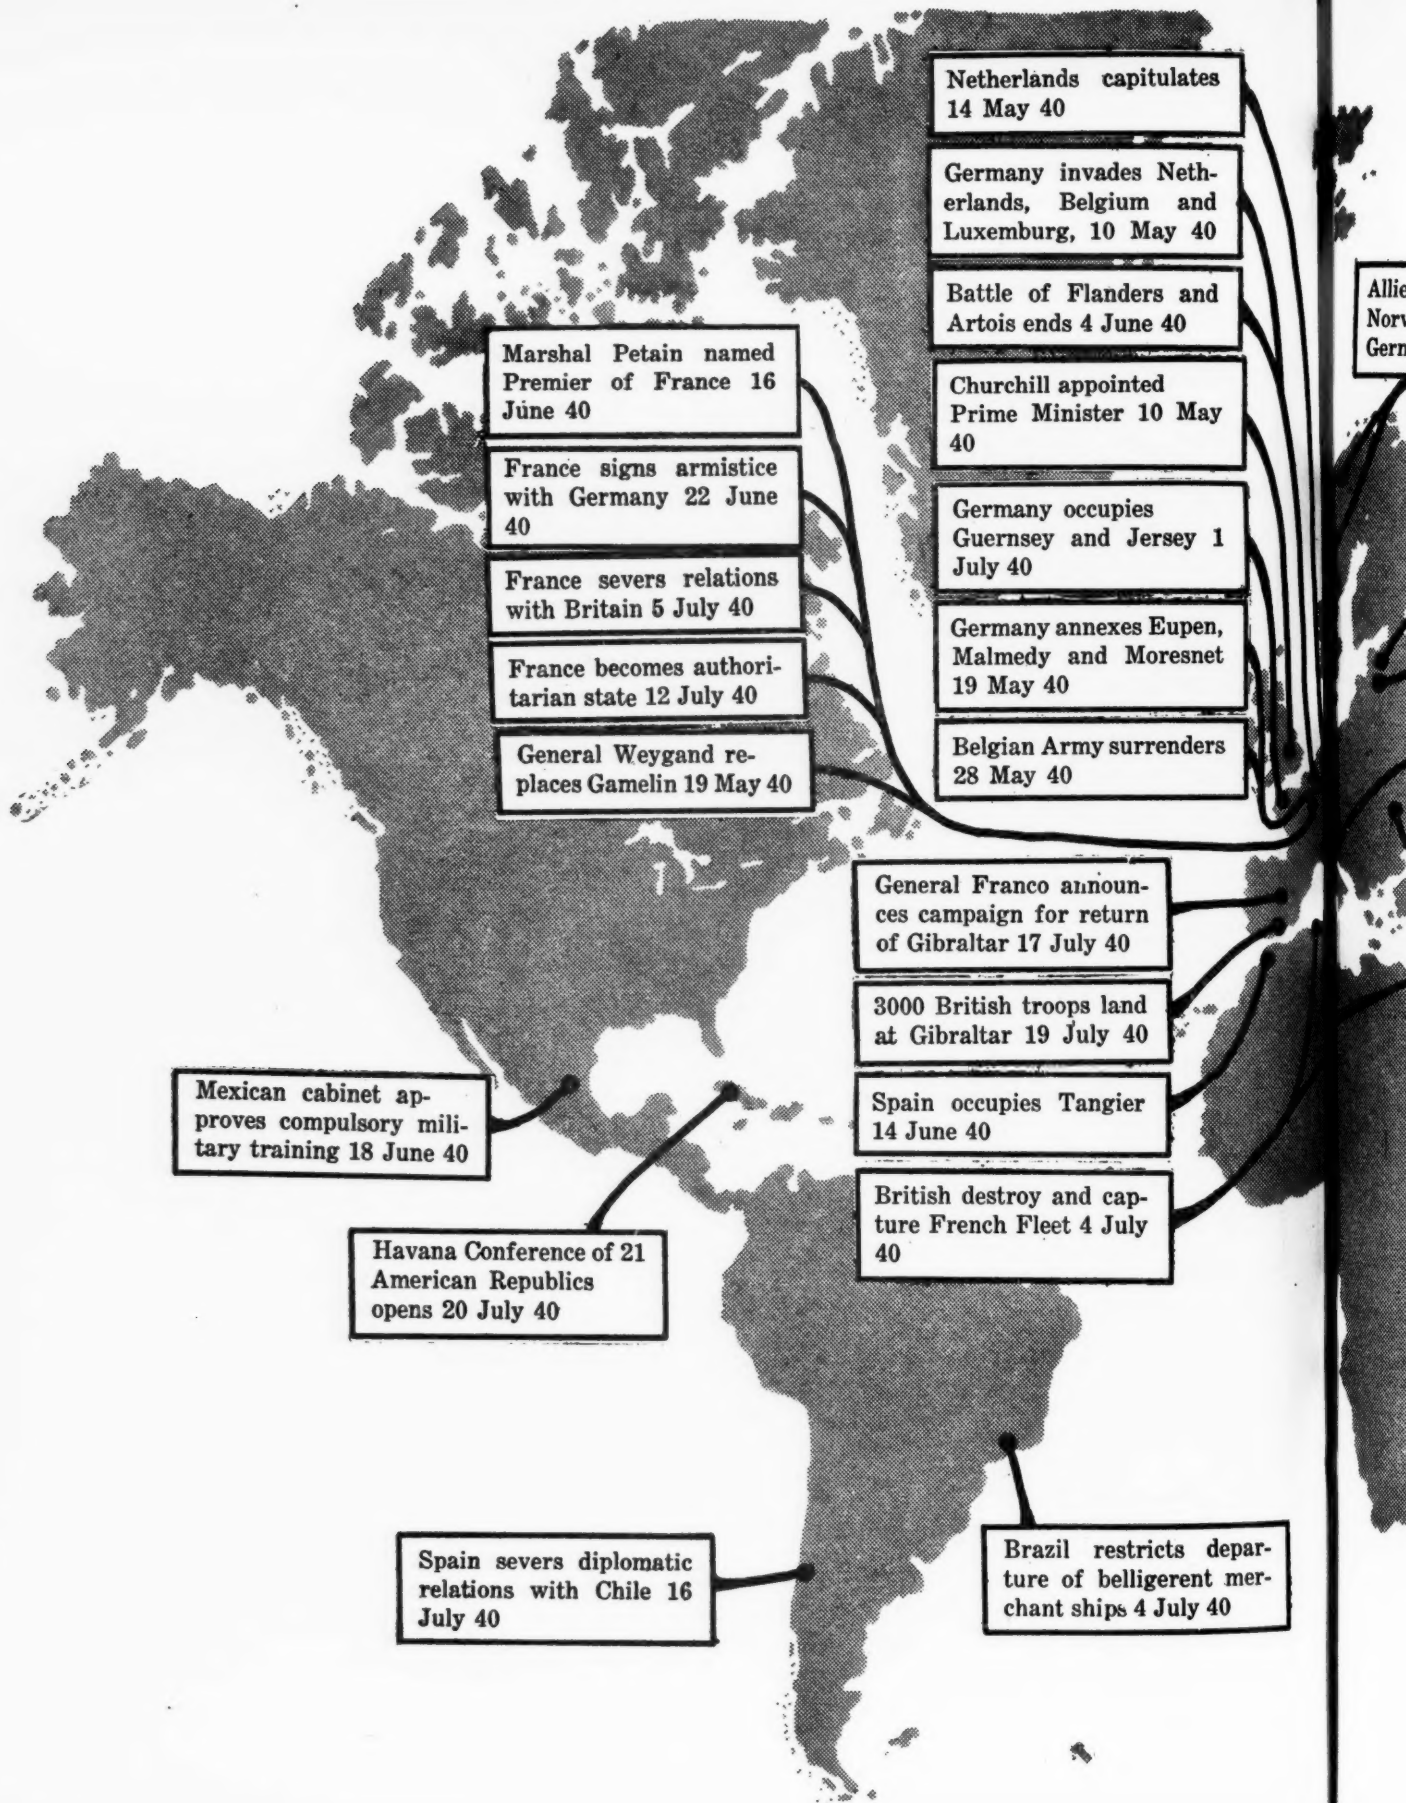 Netherlands capitulates
14 May 40
Germany invades Neth-
erlands, Belgium and
Luxemburg, 10 May 40
Battle of Flanders and
Artois ends 4 June 40
Churchill appointed
Prime Minister 10 May
40
Germany occupies
Guernsey and Jersey 1
July 40
Germany annexes Eupen,
Malmedy and Moresnet
19 May 40
Belgian Army surrenders
28 May 40
Marshal Petain named
Premier of France 16
June 40
France signs armistice
with Germany 22 June
40
France severs relations
with Britain 5 July 40
France becomes authori-
tarian state 12 July 40
General Weygand re-
places Gamelin 19 May 40
General Franco announ-
ces campaign for return
of Gibraltar 17 July 40
3000 British troops land
at Gibraltar 19 July 40
Spain occupies Tangier
14 June 40
British destroy and cap-
ture French Fleet 4 July
40
Mexican cabinet ap-
proves compulsory mili-
tary training 18 June 40
Havana Conference of 21
American Republics
opens 20 July 40
Spain severs diplomatic
relations with Chile 16
July 40
Brazil restricts depar-
ture of belligerent mer-
chant ships 4 July 40